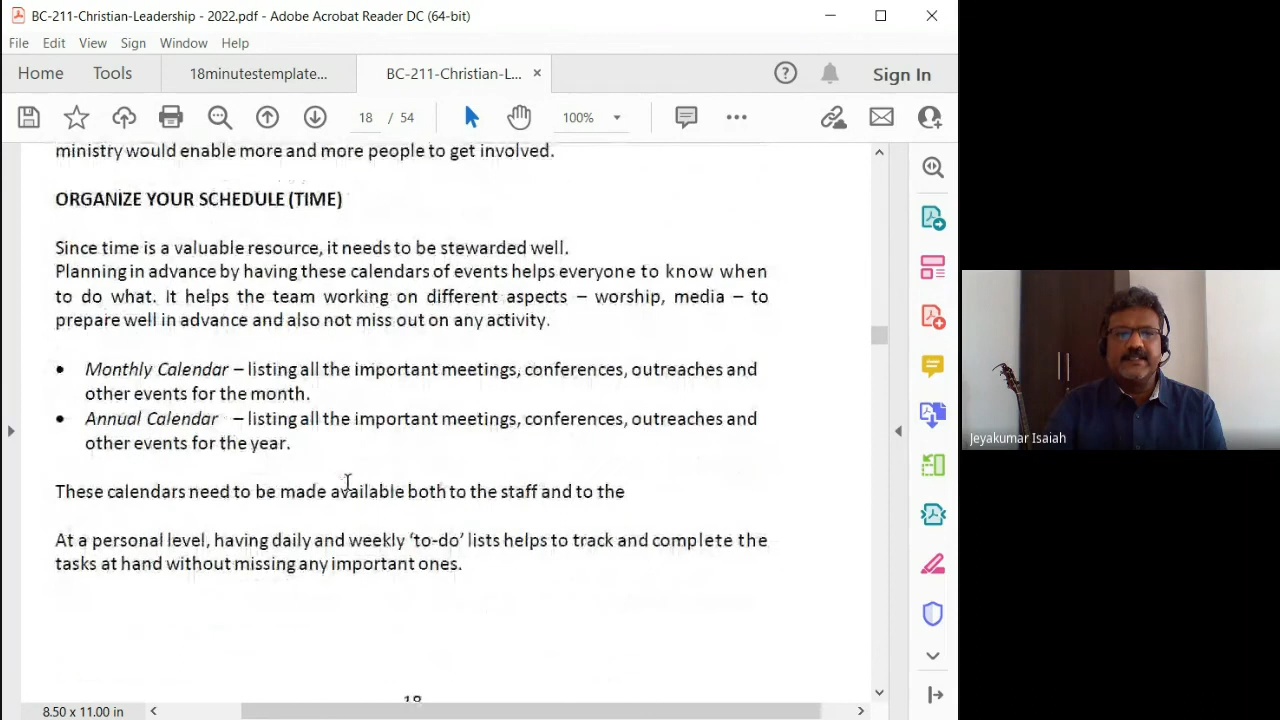 BC-211-Christian-Leadership - 2022.pdf - Adobe Acrobat Reader DC (64-bit)
File Edit View Sign Window Help
Home Tools 18minutestemplate... BC-211-Christian-L... Sign In
18 / 54 100%
ministry would enable more and more people to get involved.
ORGANIZE YOUR SCHEDULE (TIME)
Since time is a valuable resource, it needs to be stewarded well.
Planning in advance by having these calendars of events helps everyone to know when
to do what. It helps the team working on different aspects – worship, media – to
prepare well in advance and also not miss out on any activity.
• Monthly Calendar – listing all the important meetings, conferences, outreaches and
other events for the month.
• Annual Calendar – listing all the important meetings, conferences, outreaches and
other events for the year.
These calendars need to be made available both to the staff and to the
At a personal level, having daily and weekly ‘to-do’ lists helps to track and complete the
tasks at hand without missing any important ones.
18
8.50 x 11.00 in
Jeyakumar Isaiah